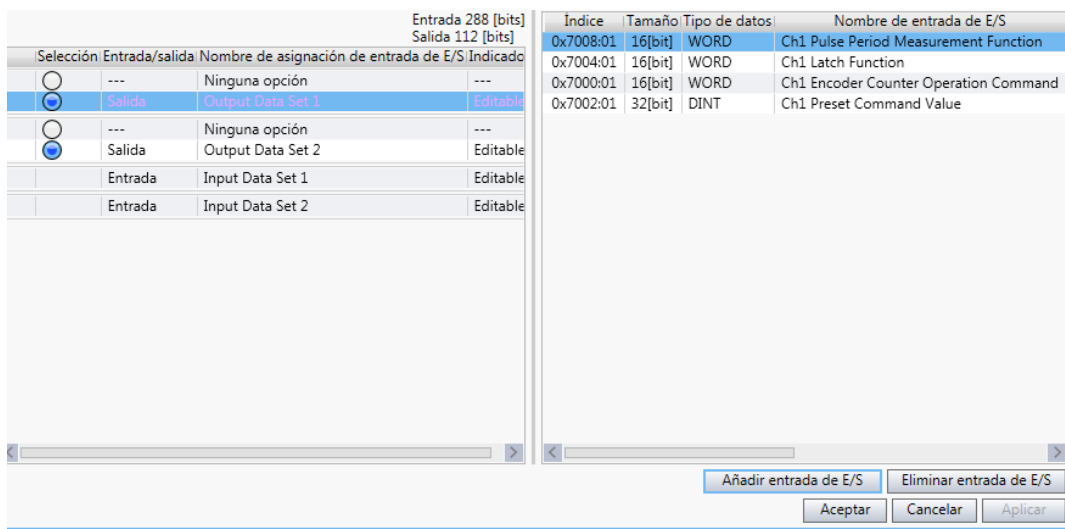 Entrada 288 [bits]
Salida 112 [bits]
Selección Entrada/salida Nombre de asignación de entrada de E/S Indicado
--- Ninguna opción ---
Salida Output Data Set 1 Editable
--- Ninguna opción ---
Salida Output Data Set 2 Editable
Entrada Input Data Set 1 Editable
Entrada Input Data Set 2 Editable
Índice Tamaño Tipo de datos Nombre de entrada de E/S
0x7008:01 16[bit] WORD Ch1 Pulse Period Measurement Function
0x7004:01 16[bit] WORD Ch1 Latch Function
0x7000:01 16[bit] WORD Ch1 Encoder Counter Operation Command
0x7002:01 32[bit] DINT Ch1 Preset Command Value
Añadir entrada de E/S Eliminar entrada de E/S
Aceptar Cancelar Aplicar